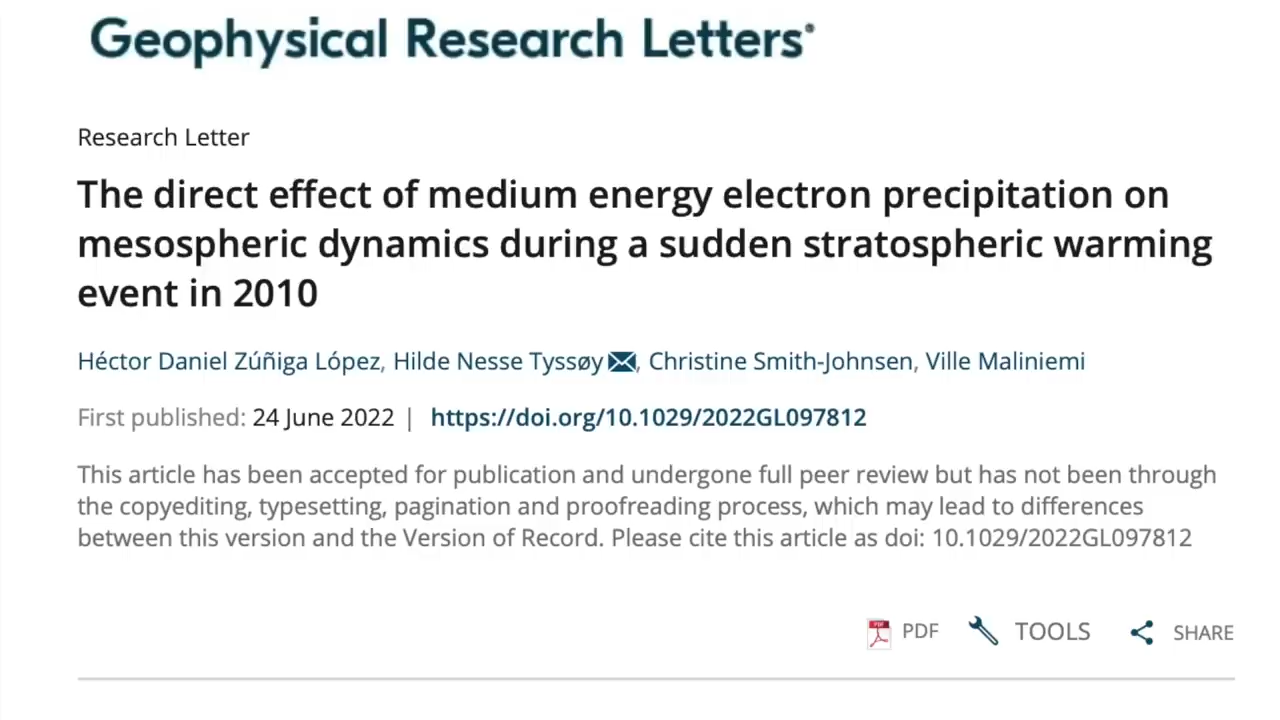 Geophysical Research Letters®
Research Letter
The direct effect of medium energy electron precipitation on
mesospheric dynamics during a sudden stratospheric warming
event in 2010
Héctor Daniel Zúñiga López, Hilde Nesse Tyssøy, Christine Smith-Johnsen, Ville Maliniemi
First published: 24 June 2022 | https://doi.org/10.1029/2022GL097812
This article has been accepted for publication and undergone full peer review but has not been through
the copyediting, typesetting, pagination and proofreading process, which may lead to differences
between this version and the Version of Record. Please cite this article as doi: 10.1029/2022GL097812
PDF TOOLS SHARE